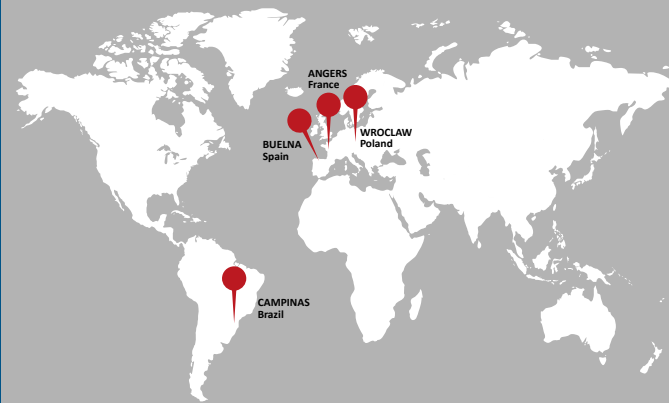 ANGERS
France
BUELNA
Spain
WROCLAW
Poland
CAMPINAS
Brazil